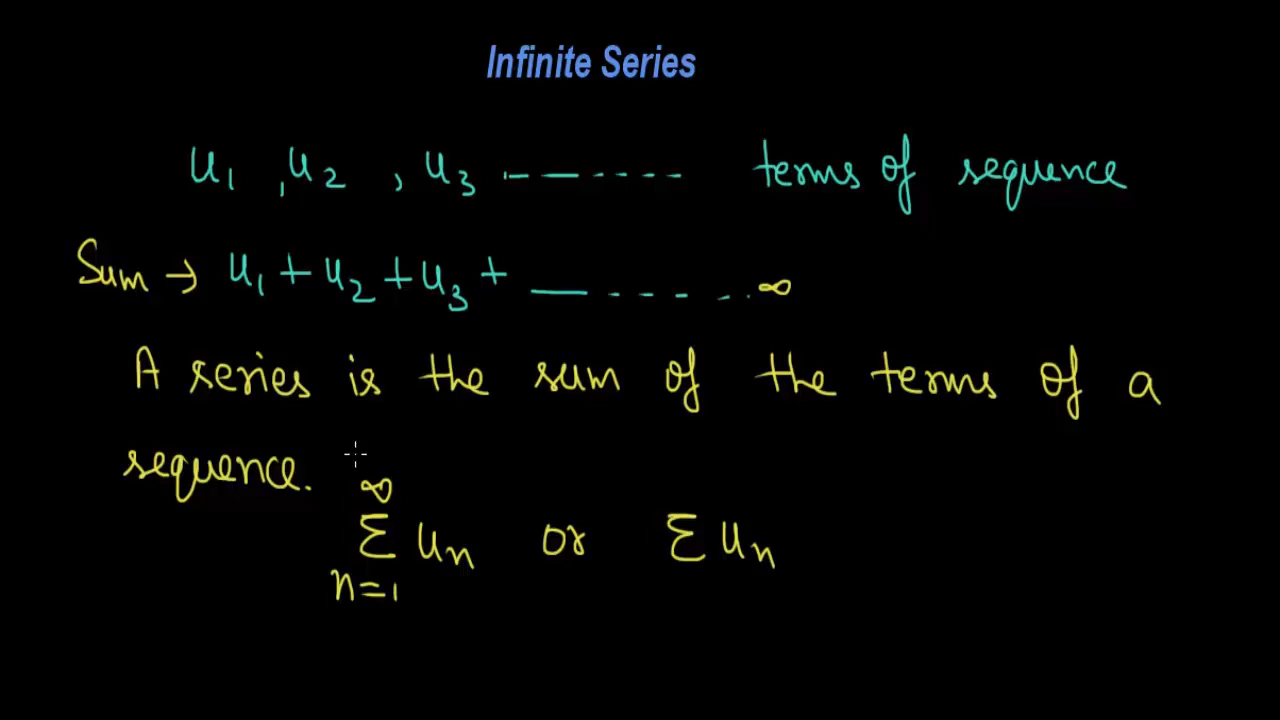 Infinite Series
u₁ , u₂ , u₃ .------- terms of sequence
Sum → u₁ + u₂ + u₃ + _ ------ ∞
A series is the sum of the terms of a
sequence.
∞
Σ uₙ or Σ uₙ
n=1